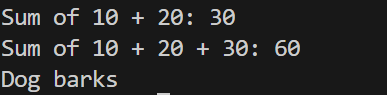 Sum of 10 + 20: 30
Sum of 10 + 20 + 30: 60
Dog barks